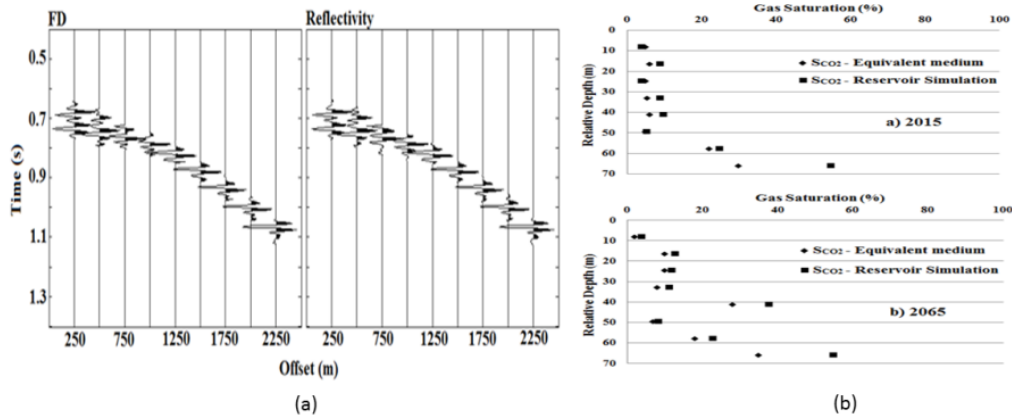 FD
Reflectivity
0.5
0.7
0.9
1.1
1.3
Time (s)
250 750 1250 1750 2250
250 750 1250 1750 2250
Offset (m)
(a)
Gas Saturation (%)
0 20 40 60 80 100
0
10
20
30
40
50
60
70
Relative Depth (m)
SCO2 - Equivalent medium
SCO2 - Reservoir Simulation
a) 2015
Gas Saturation (%)
0 20 40 60 80 100
0
10
20
30
40
50
60
70
Relative Depth (m)
SCO2 - Equivalent medium
SCO2 - Reservoir Simulation
b) 2065
(b)